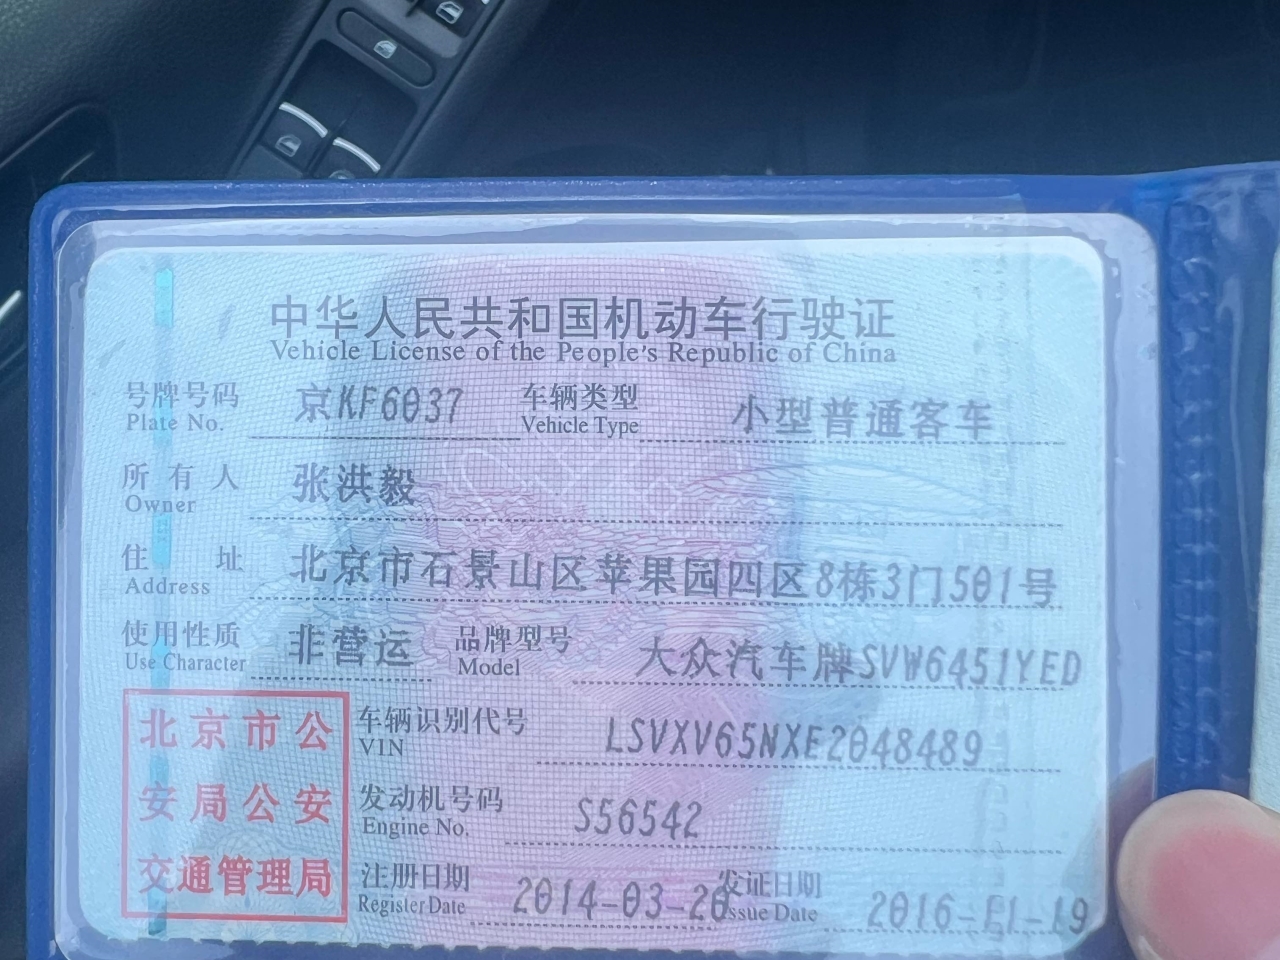 中华人民共和国机动车行驶证
Vehicle License of the People's Republic of China
号牌号码 京KF6037 车辆类型 小型普通客车
Plate No. Vehicle Type
所有人 张洪毅
Owner
住址 北京市石景山区苹果园四区8栋3门501号
Address
使用性质 非营运 品牌型号 大众汽车牌SVW6451YED
Use Character Model
北京市公安局公安交通管理局
车辆识别代号 LSVXV65NXE2048489
VIN
发动机号码 S56542
Engine No.
注册日期 2014-03-20 发证日期 2016-11-19
Register Date Issue Date